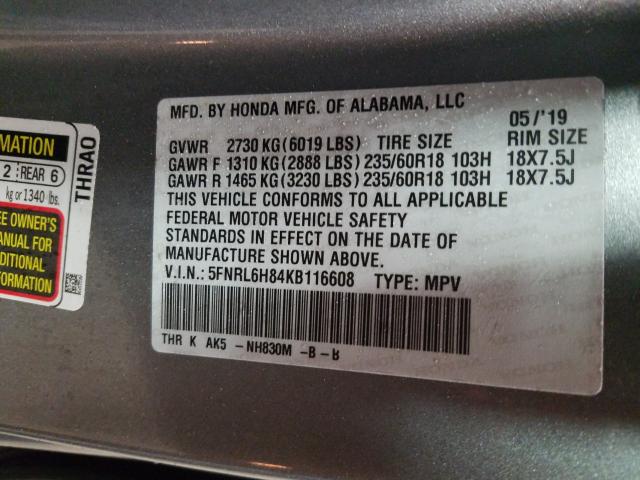 MATION
2 REAR 6
kg or 1340 lbs.
EE OWNER'S
ANUAL FOR
DITIONAL
FORMATION
THRA0
MFD. BY HONDA MFG. OF ALABAMA, LLC
05/'19
GVWR 2730 KG(6019 LBS) TIRE SIZE RIM SIZE
GAWR F 1310 KG(2888 LBS) 235/60R18 103H 18X7.5J
GAWR R 1465 KG(3230 LBS) 235/60R18 103H 18X7.5J
THIS VEHICLE CONFORMS TO ALL APPLICABLE
FEDERAL MOTOR VEHICLE SAFETY
STANDARDS IN EFFECT ON THE DATE OF
MANUFACTURE SHOWN ABOVE.
V.I.N.: 5FNRL6H84KB116608 TYPE: MPV
THR K AK5 -NH830M -B-